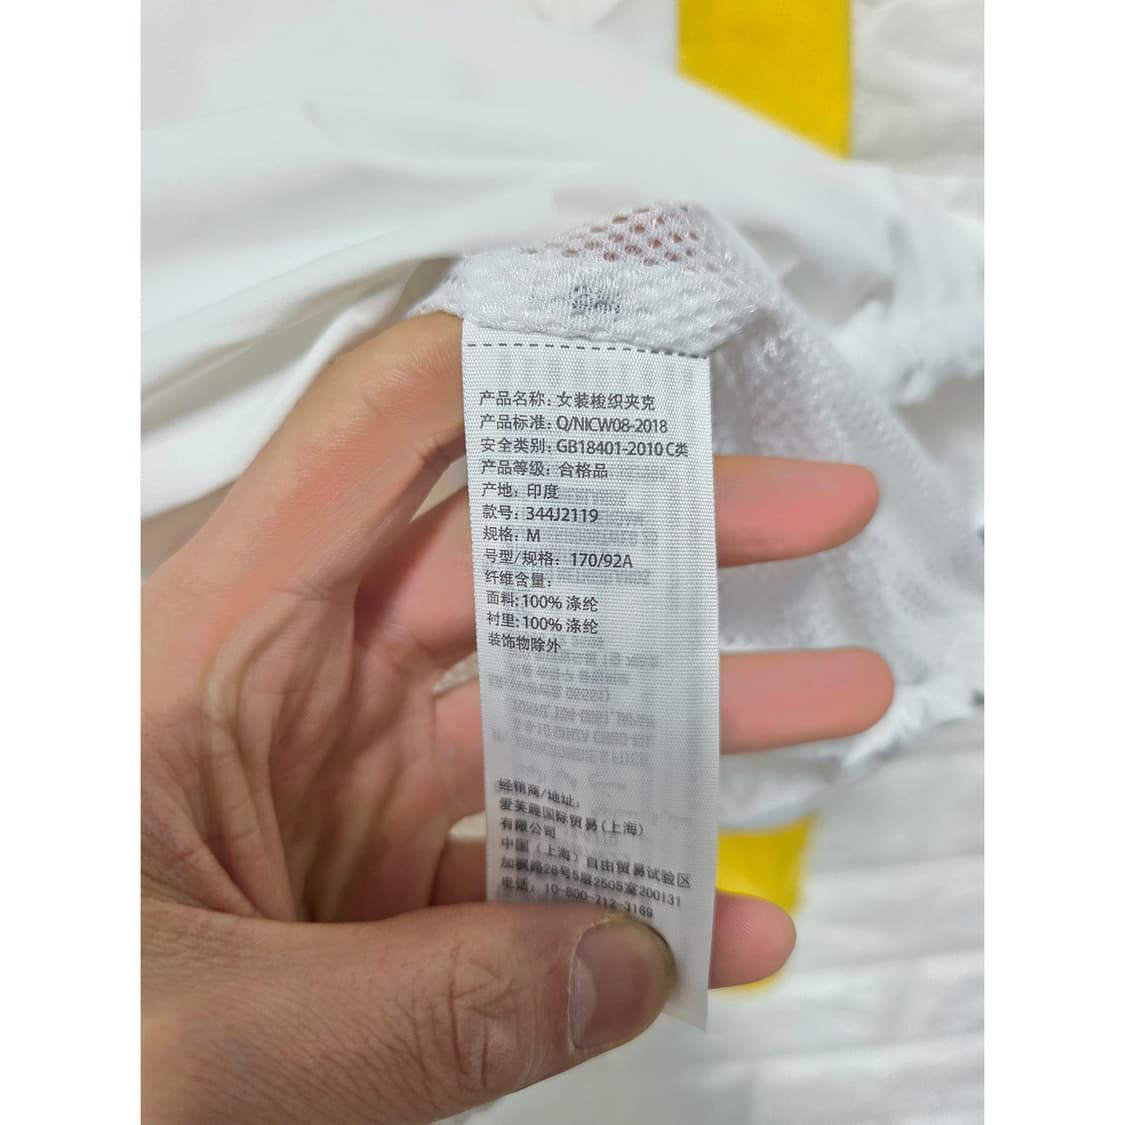 产品名称: 女装梭织夹克
产品标准: Q/NICW08-2018
安全类别: GB18401-2010 C类
产品等级: 合格品
产地: 印度
款号: 344J2119
规格: M
号型/规格: 170/92A
纤维含量:
面料:100% 涤纶
衬里:100% 涤纶
装饰物除外
经销商/地址:
爱芙趣国际贸易(上海)
有限公司
中国 (上海) 自由贸易试验区
加枫路28号5层2505室200131
电话: 10-800-712-3169